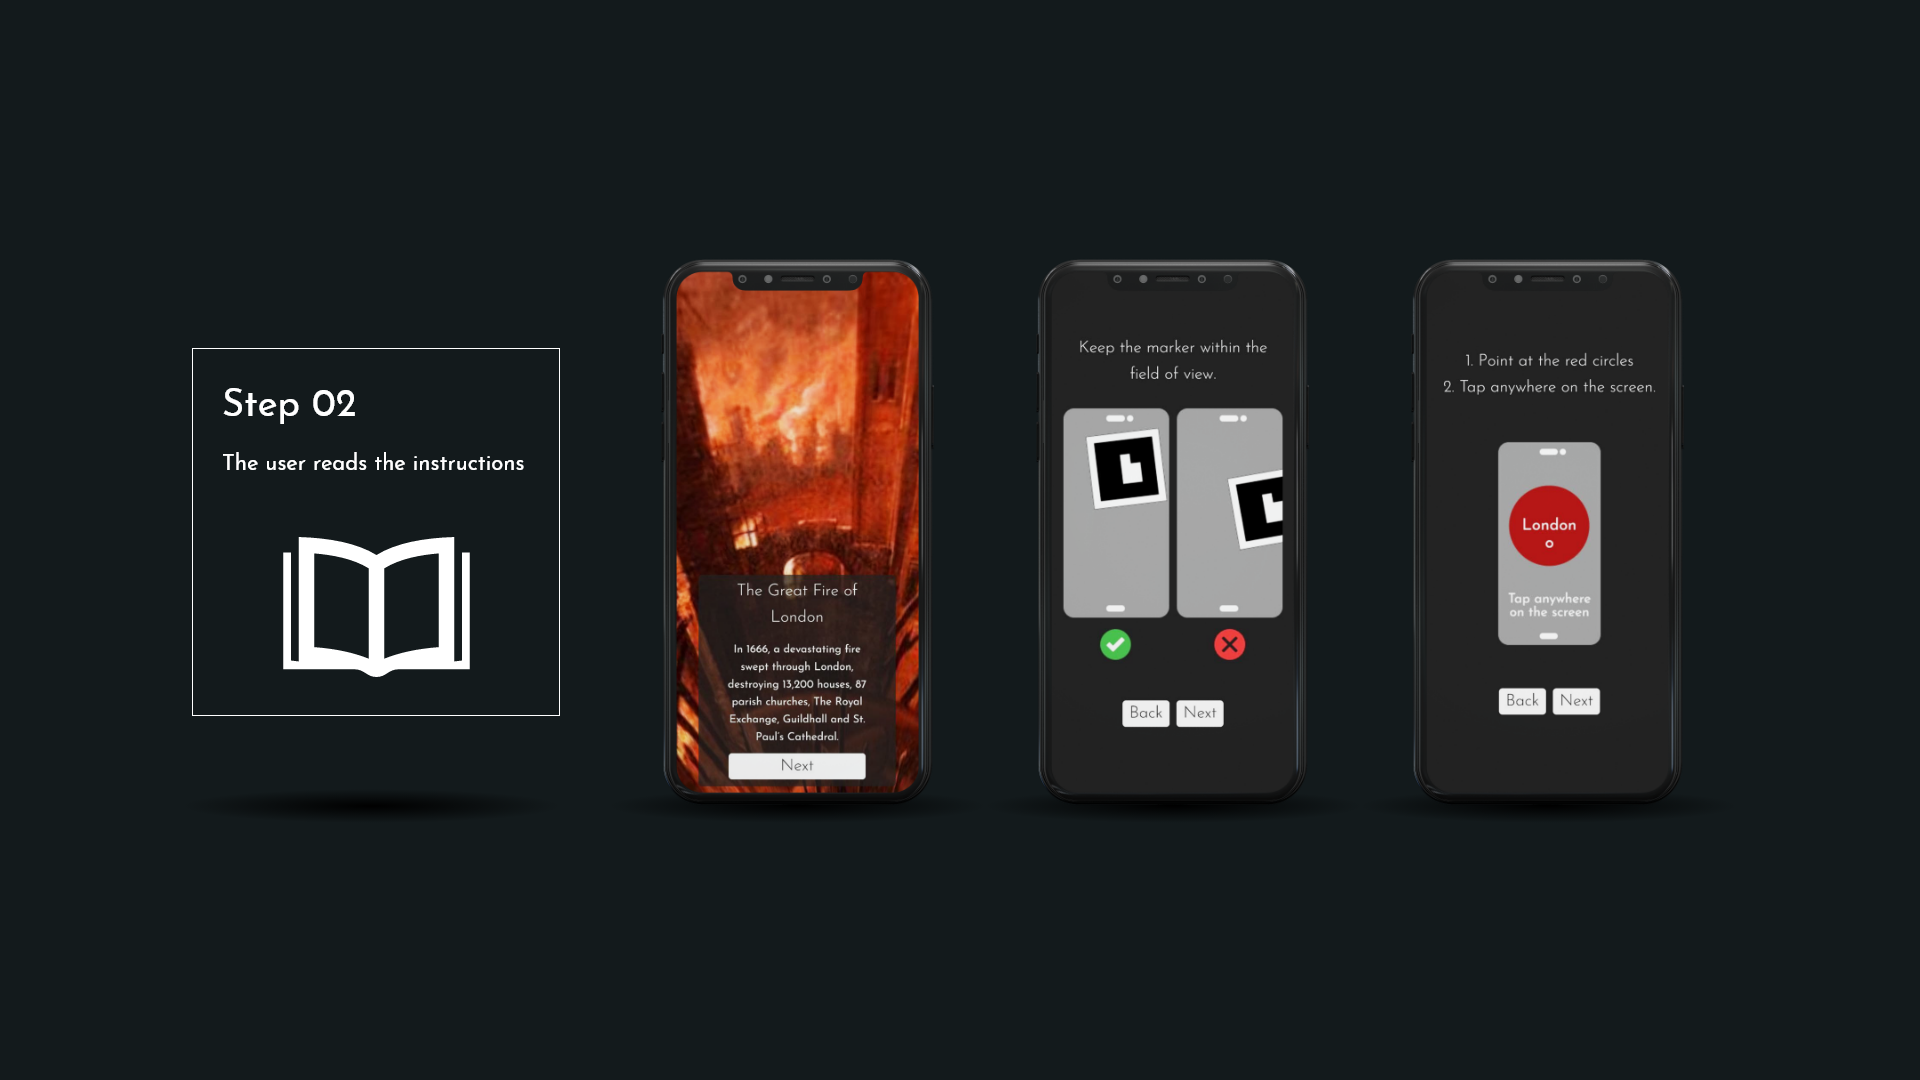 Step 02
The user reads the instructions
The Great Fire of
London
In 1666, a devastating fire
swept through London,
destroying 13,200 houses, 87
parish churches, The Royal
Exchange, Guildhall and St.
Paul's Cathedral.
Next
Keep the marker within the
field of view.
Back
Next
1. Point at the red circles
2. Tap anywhere on the screen.
London
Tap anywhere
on the screen
Back
Next